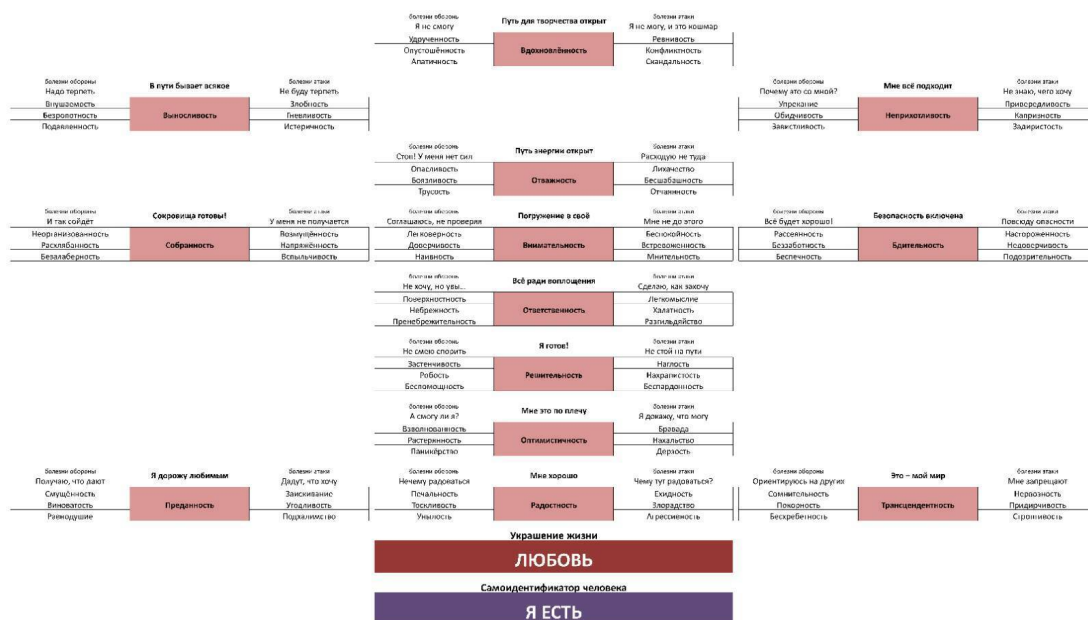 болезни обороны
Я не смогу
Удрученность
Опустошённость
Апатичность
Путь для творчества открыт
Вдохновлённость
болезни атаки
Я не могу, и это кошмар
Ревнивость
Конфликтность
Скандальность
болезни обороны
Надо терпеть
Внушаемость
Безропотность
Подавленность
В пути бывает всякое
Выносливость
болезни атаки
Не буду терпеть
Злобность
Гневливость
Истеричность
болезни обороны
Почему это со мной?
Упрекание
Обидчивость
Завистливость
Мне всё подходит
Неприхотливость
болезни атаки
Не знаю, чего хочу
Привередливость
Капризность
Задиристость
болезни обороны
Стоп! У меня нет сил
Опасливость
Боязливость
Трусость
Путь энергии открыт
Отважность
болезни атаки
Расходую не туда
Лихачество
Бесшабашность
Отчаянность
болезни обороны
И так сойдёт
Неорганизованность
Расхлябанность
Безалаберность
Сокровища готовы!
Собранность
болезни атаки
У меня не получается
Возмущённость
Напряжённость
Вспыльчивость
болезни обороны
Соглашаюсь, не проверяя
Легковерность
Доверчивость
Наивность
Погружение в своё
Внимательность
болезни атаки
Мне не до этого
Беспокойность
Встревоженность
Мнительность
болезни обороны
Всё будет хорошо!
Рассеянность
Беззаботность
Беспечность
Безопасность включена
Бдительность
болезни атаки
Повсюду опасности
Настороженность
Недоверчивость
Подозрительность
болезни обороны
Не хочу, но увы...
Поверхностность
Небрежность
Пренебрежительность
Всё ради воплощения
Ответственность
болезни атаки
Сделаю, как захочу
Легкомыслие
Халатность
Разгильдяйство
болезни обороны
Не смею спорить
Застенчивость
Робость
Беспомощность
Я готов!
Решительность
болезни атаки
Не стой на пути
Наглость
Нахрапистость
Беспардонность
болезни обороны
А смогу ли я?
Взволнованность
Растерянность
Паникёрство
Мне это по плечу
Оптимистичность
болезни атаки
Я докажу, что могу
Бравада
Нахальство
Дерзость
болезни обороны
Получаю, что дают
Смущённость
Виноватость
Равнодушие
Я дорожу любимым
Преданность
болезни атаки
Дадут, что хочу
Заискивание
Угодливость
Подхалимство
болезни обороны
Нечему радоваться
Печальность
Тоскливость
Унылость
Мне хорошо
Радостность
болезни атаки
Чему тут радоваться?
Ехидность
Злорадство
Агрессивность
болезни обороны
Ориентируюсь на других
Сомнительность
Покорность
Бесхребетность
Это – мой мир
Трансцендентность
болезни атаки
Мне запрещают
Нервозность
Придирчивость
Строптивость
Украшение жизни
ЛЮБОВЬ
Самоидентификатор человека
Я ЕСТЬ